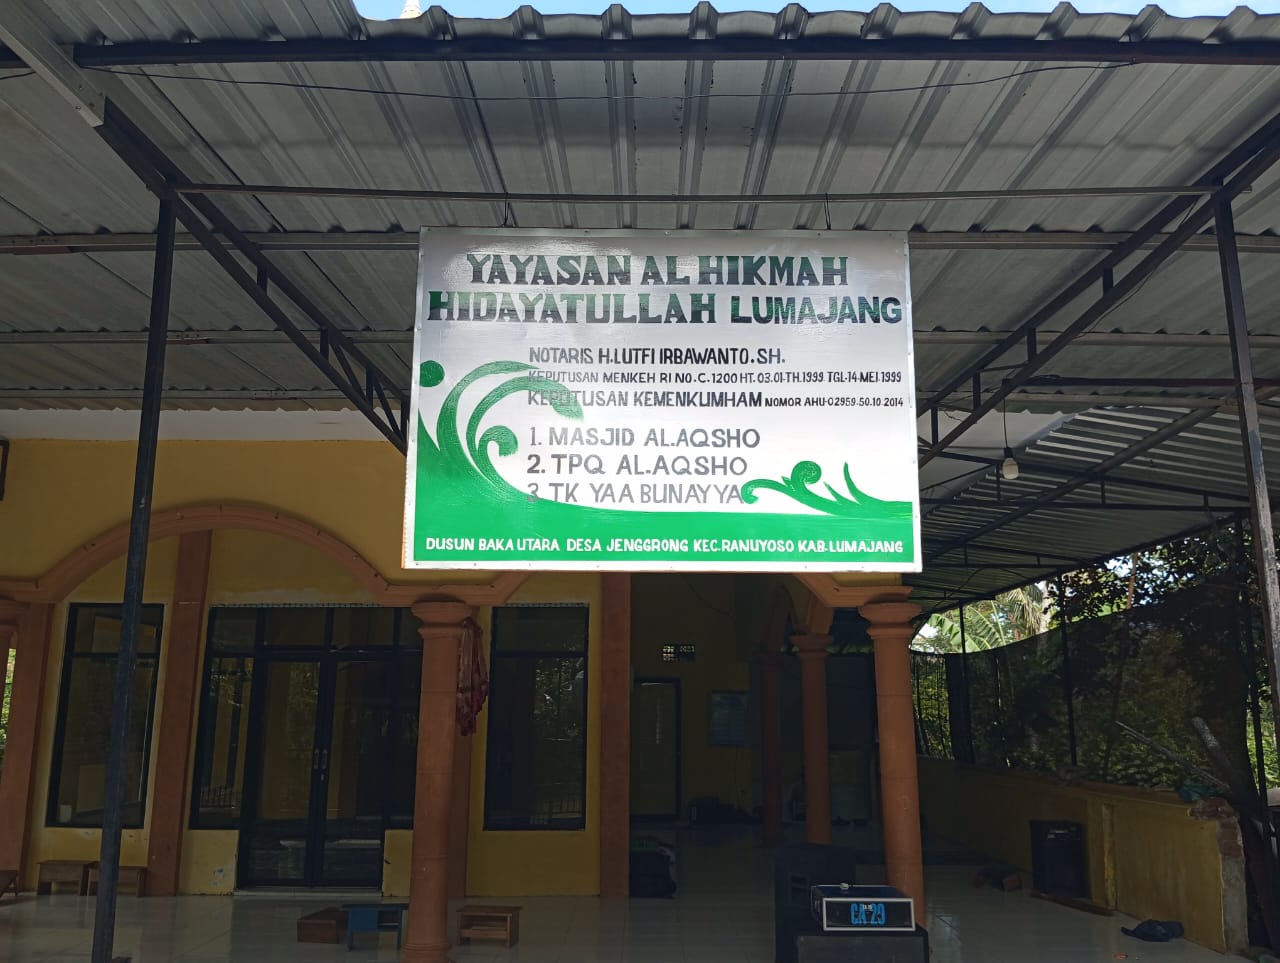 YAYASAN AL HIKMAH
HIDAYATULLAH LUMAJANG
NOTARIS H.LUTFI IRBAWANTO.SH.
KEPUTUSAN MENKEH RI NO.C-1200 HT.03.01-TH.1999 TGL-14-MEI-1999
KEPUTUSAN KEMENKUMHAM NOMOR AHU-02959-50.10.2014
1. MASJID AL.AQSHO
2. TPQ AL.AQSHO
3. TK YAA BUNAYYA
DUSUN BAKA UTARA DESA JENGGRONG KEC.RANUYOSO KAB.LUMAJANG
CA-29